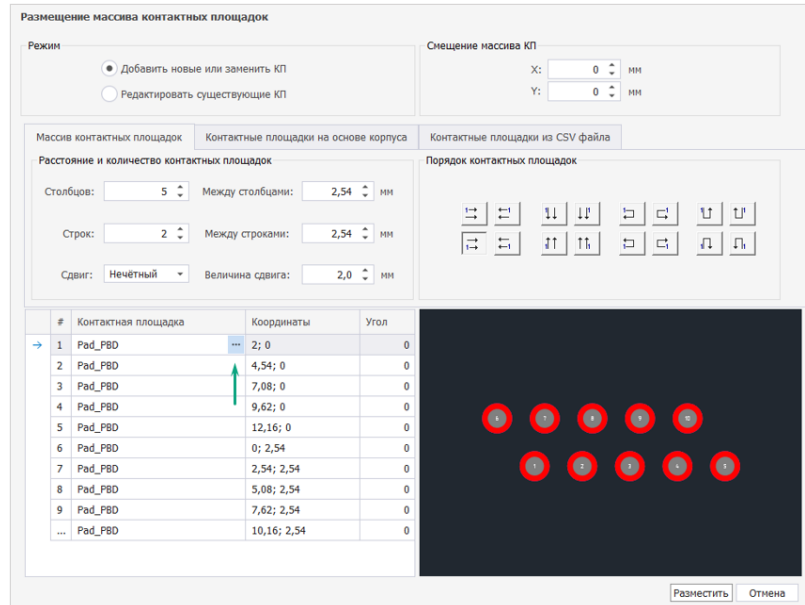 Размещение массива контактных площадок
Режим
Добавить новые или заменить КП
Редактировать существующие КП
Смещение массива КП
X: 0 мм
Y: 0 мм
Массив контактных площадок Контактные площадки на основе корпуса Контактные площадки из CSV файла
Расстояние и количество контактных площадок
Столбцов: 5 Между столбцами: 2,54 мм
Строк: 2 Между строками: 2,54 мм
Сдвиг: Нечётный Величина сдвига: 2,0 мм
Порядок контактных площадок
# Контактная площадка Координаты Угол
1 Pad_PBD ... 2; 0 0
2 Pad_PBD 4,54; 0 0
3 Pad_PBD 7,08; 0 0
4 Pad_PBD 9,62; 0 0
5 Pad_PBD 12,16; 0 0
6 Pad_PBD 0; 2,54 0
7 Pad_PBD 2,54; 2,54 0
8 Pad_PBD 5,08; 2,54 0
9 Pad_PBD 7,62; 2,54 0
... Pad_PBD 10,16; 2,54 0
6 7 8 9 10
1 2 3 4 5
Разместить Отмена